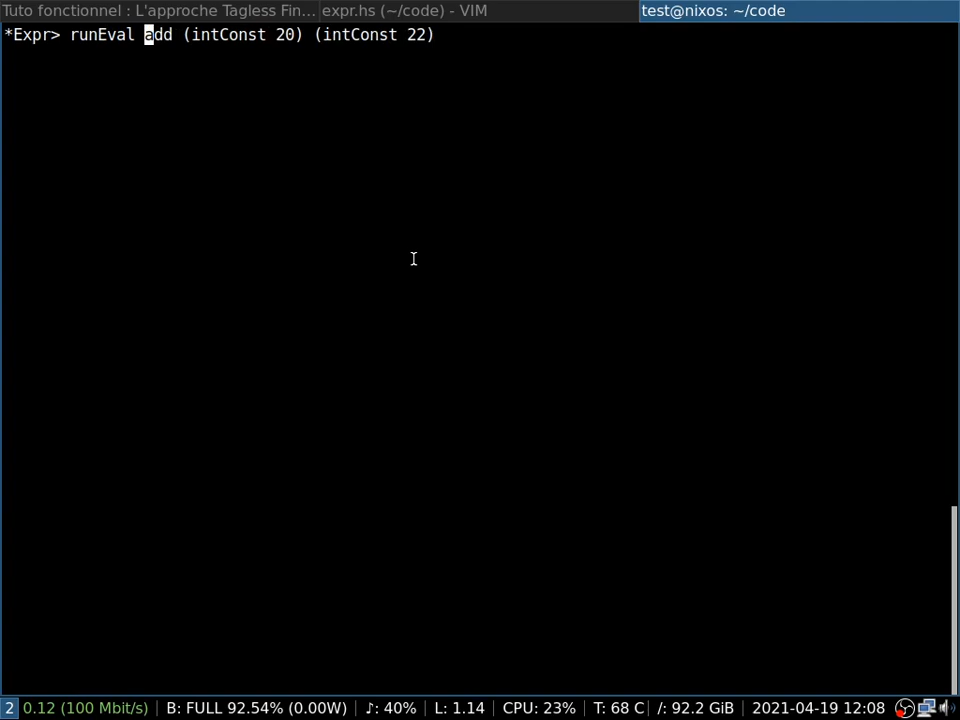 Tuto fonctionnel : L'approche Tagless Fin... expr.hs (~/code) - VIM test@nixos: ~/code
*Expr> runEval add (intConst 20) (intConst 22)
2 0.12 (100 Mbit/s) | B: FULL 92.54% (0.00W) | ♪: 40% | L: 1.14 | CPU: 23% | T: 68 C | /: 92.2 GiB | 2021-04-19 12:08